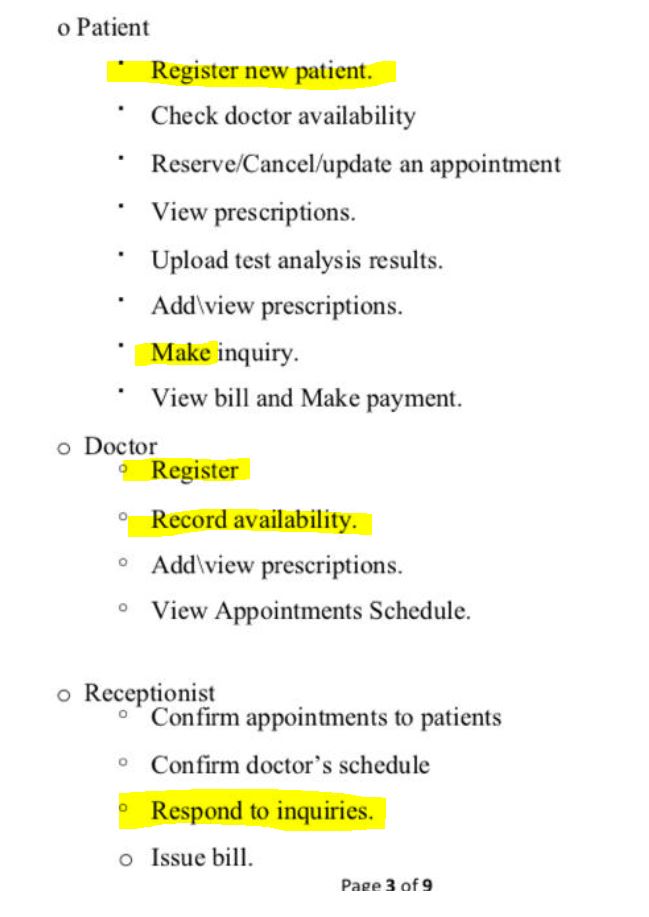 o Patient
▪ Register new patient.
▪ Check doctor availability
▪ Reserve/Cancel/update an appointment
▪ View prescriptions.
▪ Upload test analysis results.
▪ Add\view prescriptions.
▪ Make inquiry.
▪ View bill and Make payment.
o Doctor
o Register
o Record availability.
o Add\view prescriptions.
o View Appointments Schedule.
o Receptionist
o Confirm appointments to patients
o Confirm doctor’s schedule
o Respond to inquiries.
o Issue bill.
Page 3 of 9